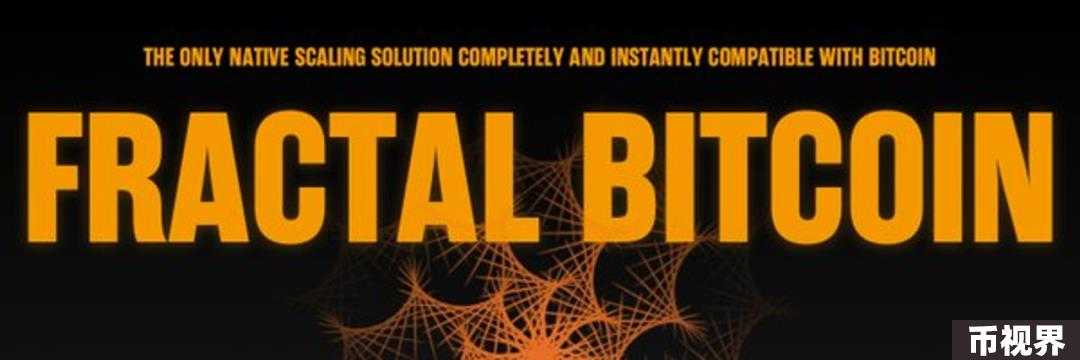 THE ONLY NATIVE SCALING SOLUTION COMPLETELY AND INSTANTLY COMPATIBLE WITH BITCOIN
FRACTAL BITCOIN
币视界